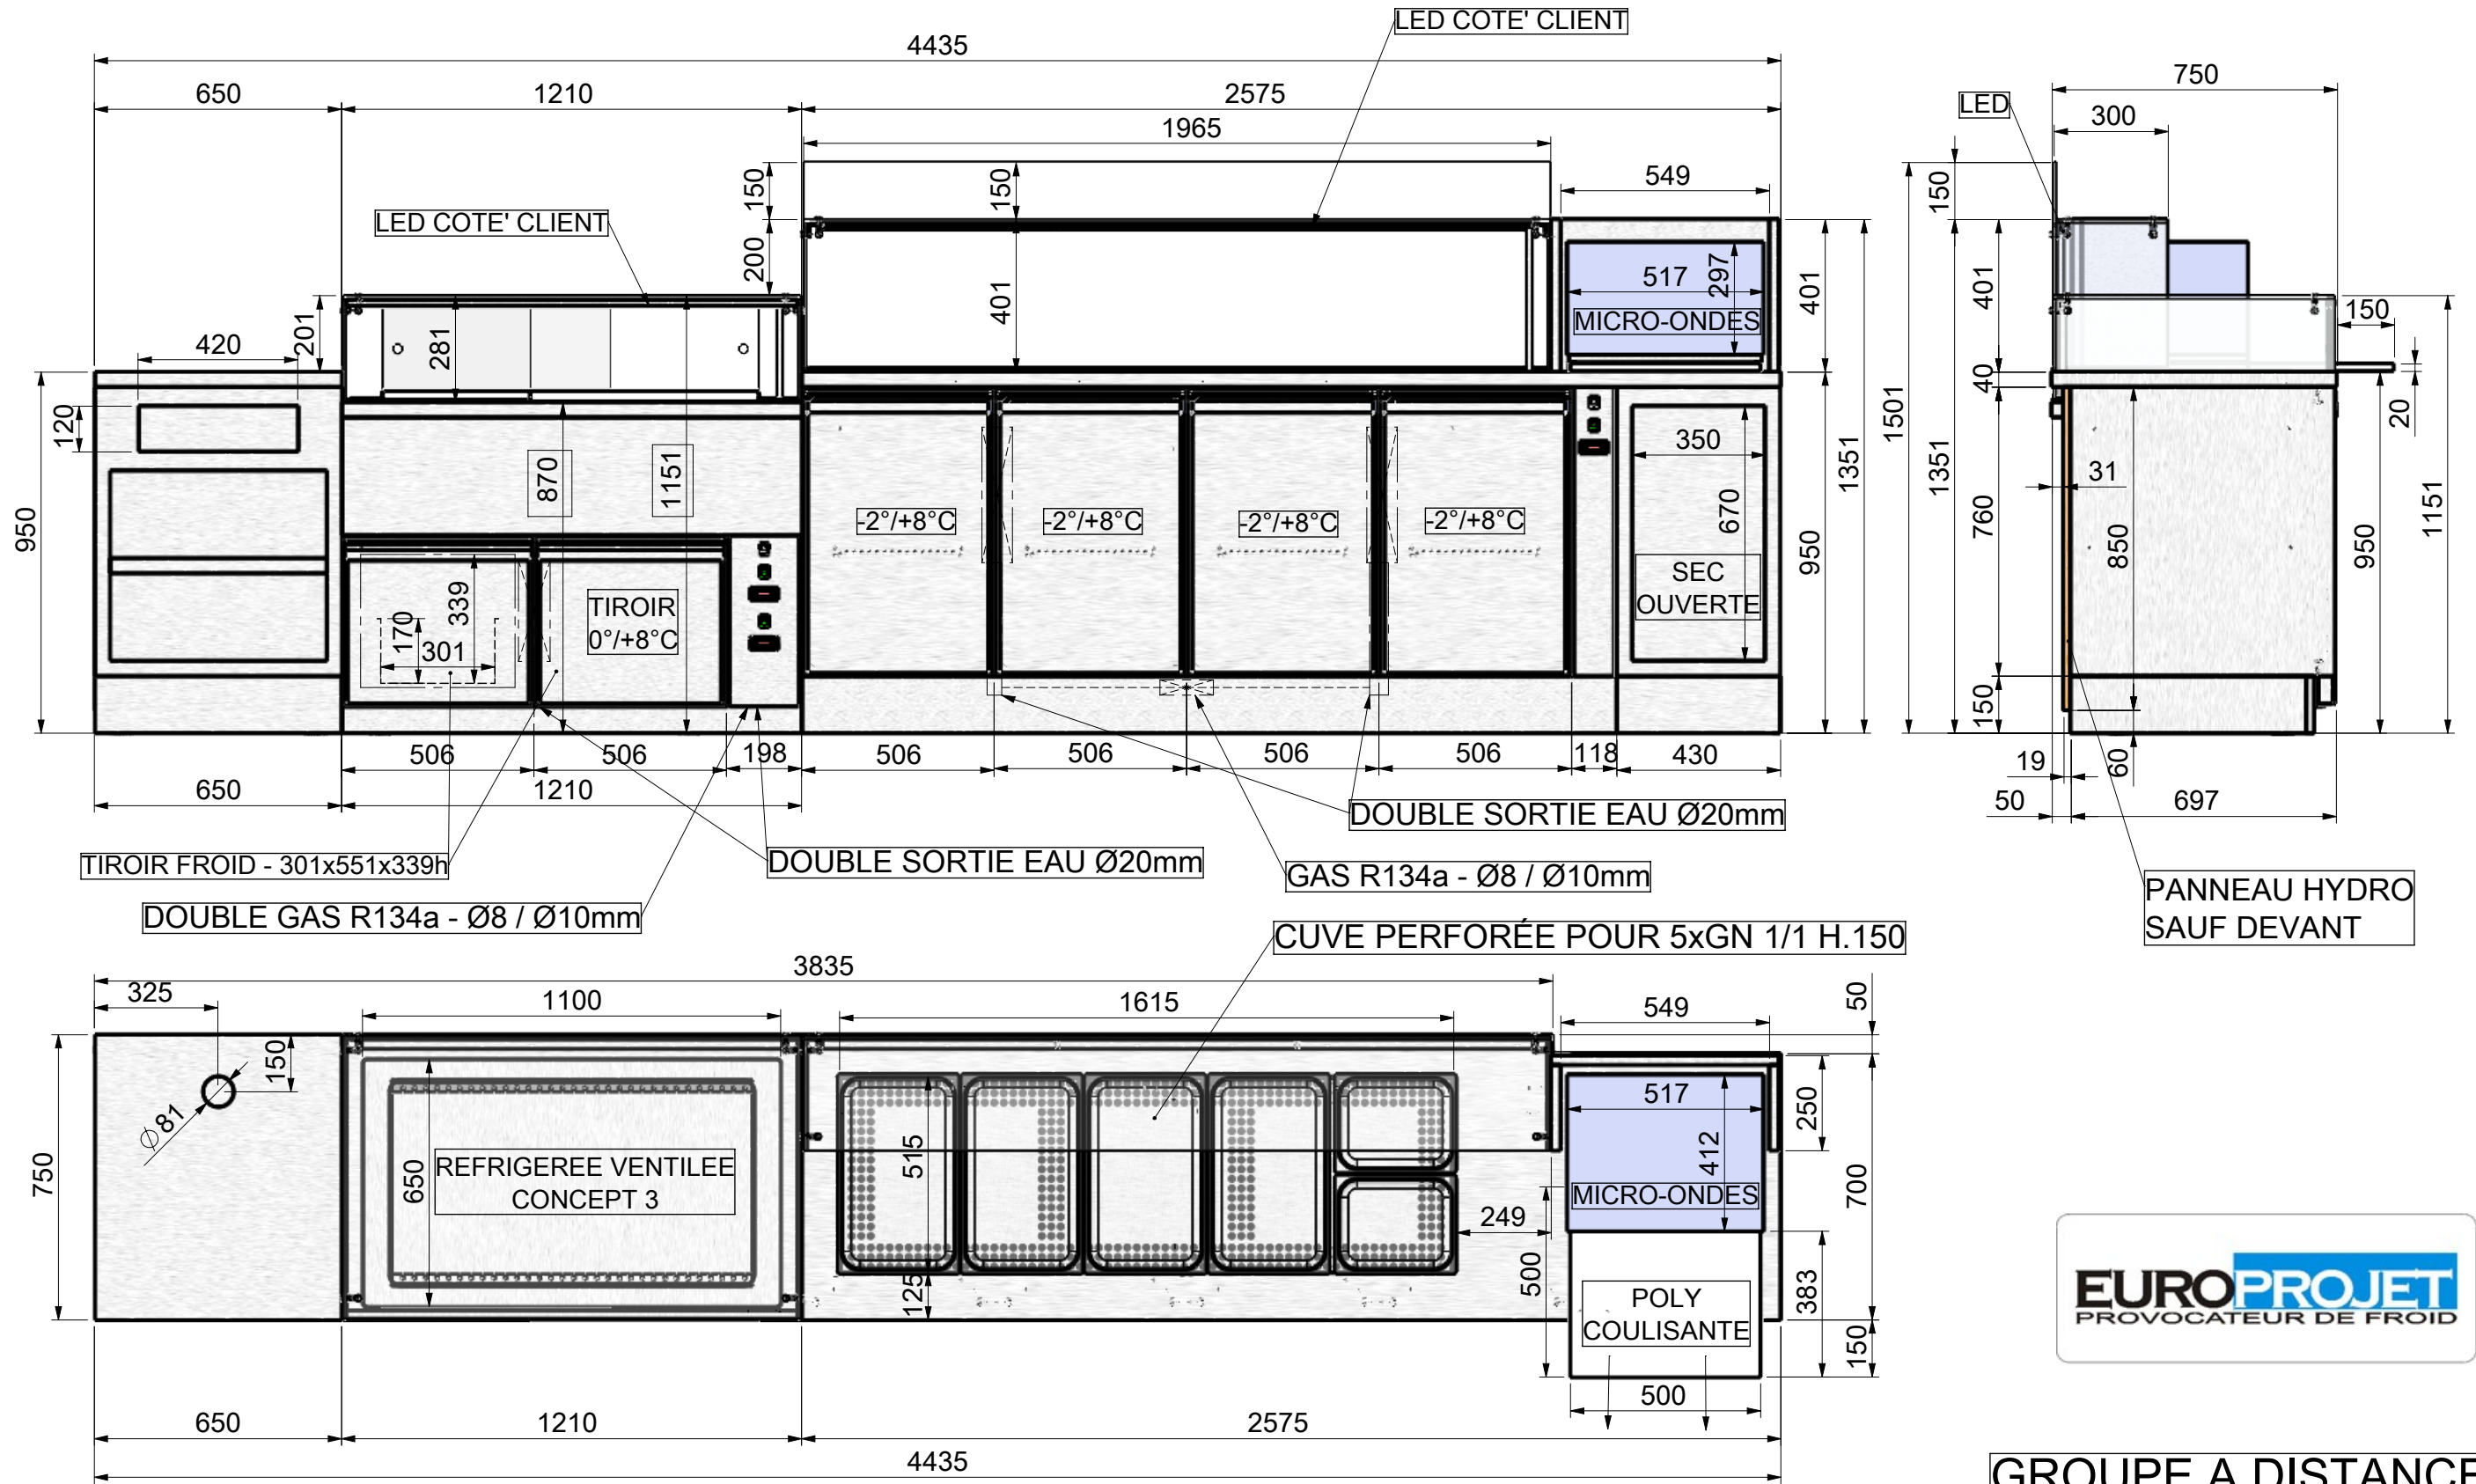 LED COTE' CLIENT
4435
650
1210
2575
750
LED
300
1965
150
150
549
150
LED COTE' CLIENT
200
401
517
297
MICRO-ONDES
401
401
150
420
201
281
40
20
120
870
1151
1351
1501
1351
350
31
950
-2°/+8°C
-2°/+8°C
-2°/+8°C
-2°/+8°C
670
950
760
850
950
1151
SEC
OUVERTE
170
339
301
TIROIR
0°/+8°C
150
506
506
198
506
506
506
506
118
430
19
60
650
1210
50
697
DOUBLE SORTIE EAU Ø20mm
TIROIR FROID - 301x551x339h
DOUBLE SORTIE EAU Ø20mm
GAS R134a - Ø8 / Ø10mm
PANNEAU HYDRO
SAUF DEVANT
DOUBLE GAS R134a - Ø8 / Ø10mm
CUVE PERFORÉE POUR 5xGN 1/1 H.150
3835
325
1100
1615
549
50
150
Ø81
517
250
750
650
REFRIGEREE VENTILEE
CONCEPT 3
515
412
700
MICRO-ONDES
249
500
383
125
POLY
COULISANTE
150
500
EUROPROJET
PROVOCATEUR DE FROID
650
1210
2575
4435
GROUPE A DISTANCE